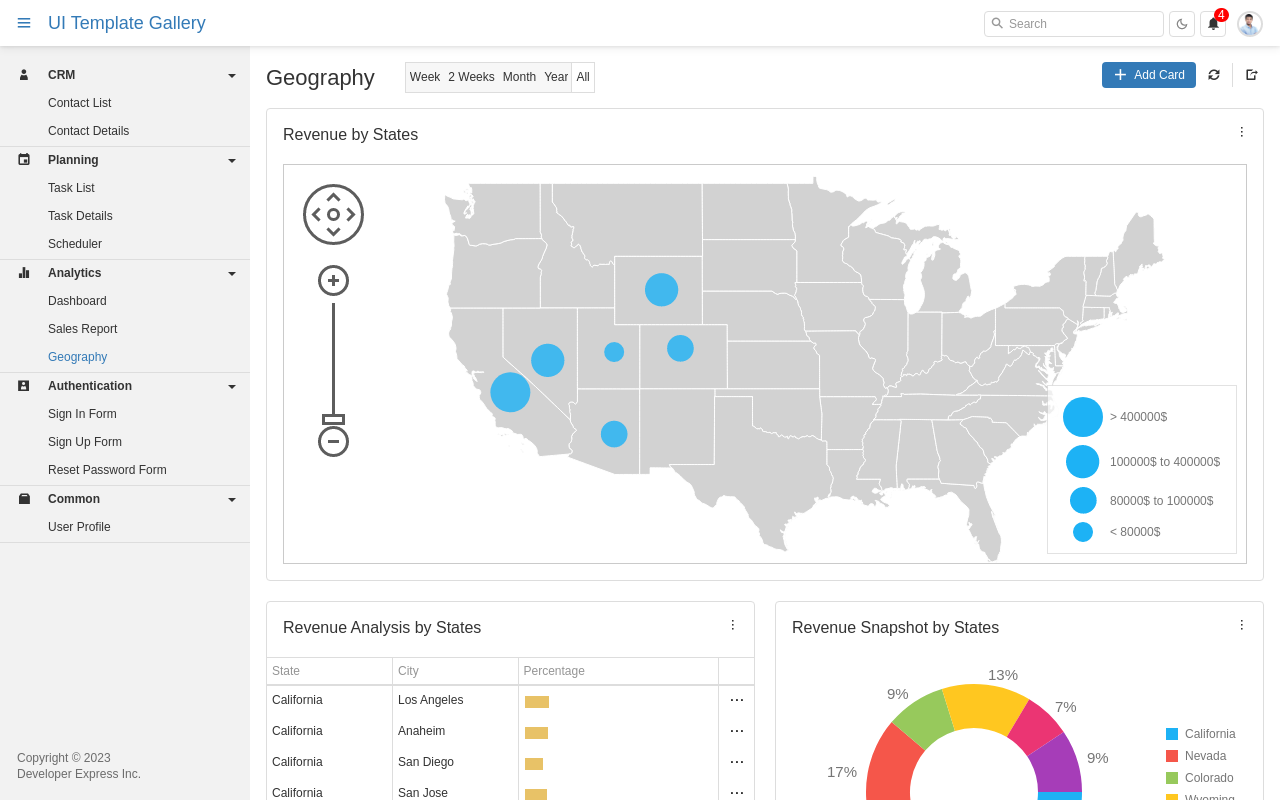 UI Template Gallery
Search
4
CRM
Contact List
Contact Details
Planning
Task List
Task Details
Scheduler
Analytics
Dashboard
Sales Report
Geography
Authentication
Sign In Form
Sign Up Form
Reset Password Form
Common
User Profile
Copyright © 2023
Developer Express Inc.
Geography
Week 2 Weeks Month Year All
Add Card
Revenue by States
> 400000$
100000$ to 400000$
80000$ to 100000$
< 80000$
Revenue Analysis by States
State City Percentage
California Los Angeles
California Anaheim
California San Diego
California San Jose
Revenue Snapshot by States
13%
9%
7%
9%
17%
California
Nevada
Colorado
Wyoming